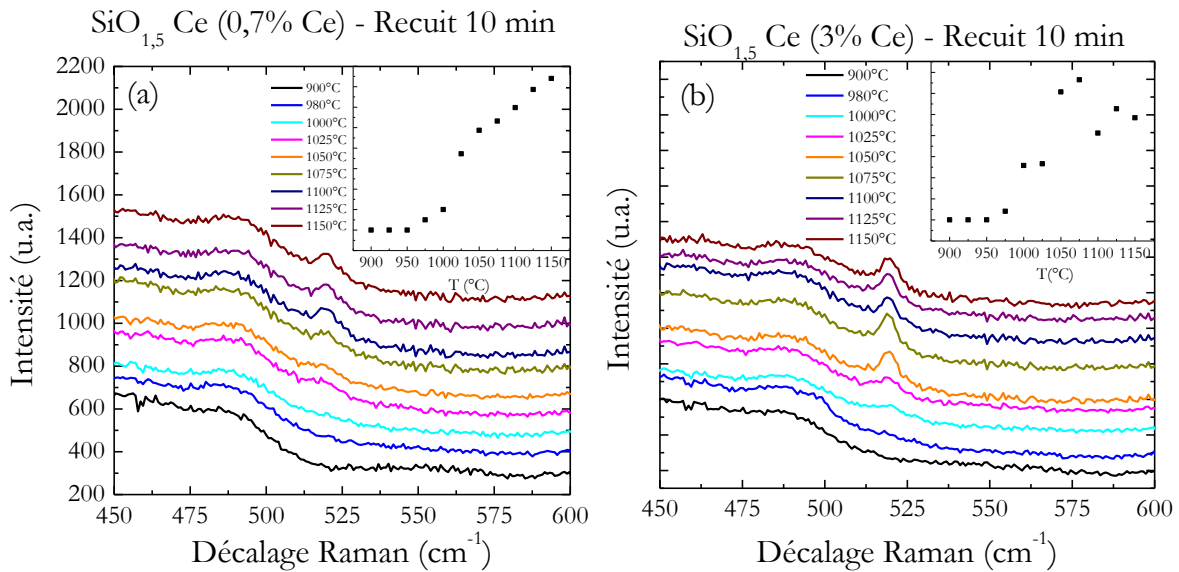 SiO1,5 Ce (0,7% Ce) - Recuit 10 min
(a)
2200
2000
1800
1600
1400
1200
1000
800
600
400
200
Intensité (u.a.)
900°C
980°C
1000°C
1025°C
1050°C
1075°C
1100°C
1125°C
1150°C
900 950 1000 1050 1100 1150
T (°C)
450 475 500 525 550 575 600
Décalage Raman (cm-1)
SiO1,5 Ce (3% Ce) - Recuit 10 min
(b)
Intensité (u.a.)
900°C
980°C
1000°C
1025°C
1050°C
1075°C
1100°C
1125°C
1150°C
900 950 1000 1050 1100 1150
T(°C)
450 475 500 525 550 575 600
Décalage Raman (cm-1)